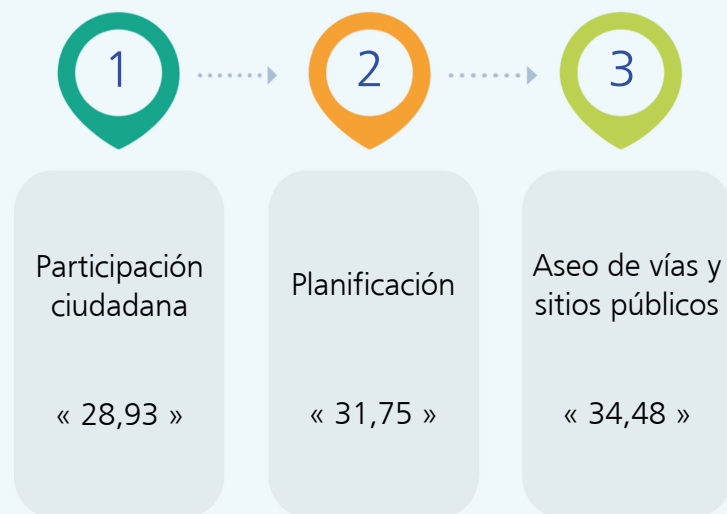 1
2
3
Participación
ciudadana
« 28,93 »
Planificación
« 31,75 »
Aseo de vías y
sitios públicos
« 34,48 »